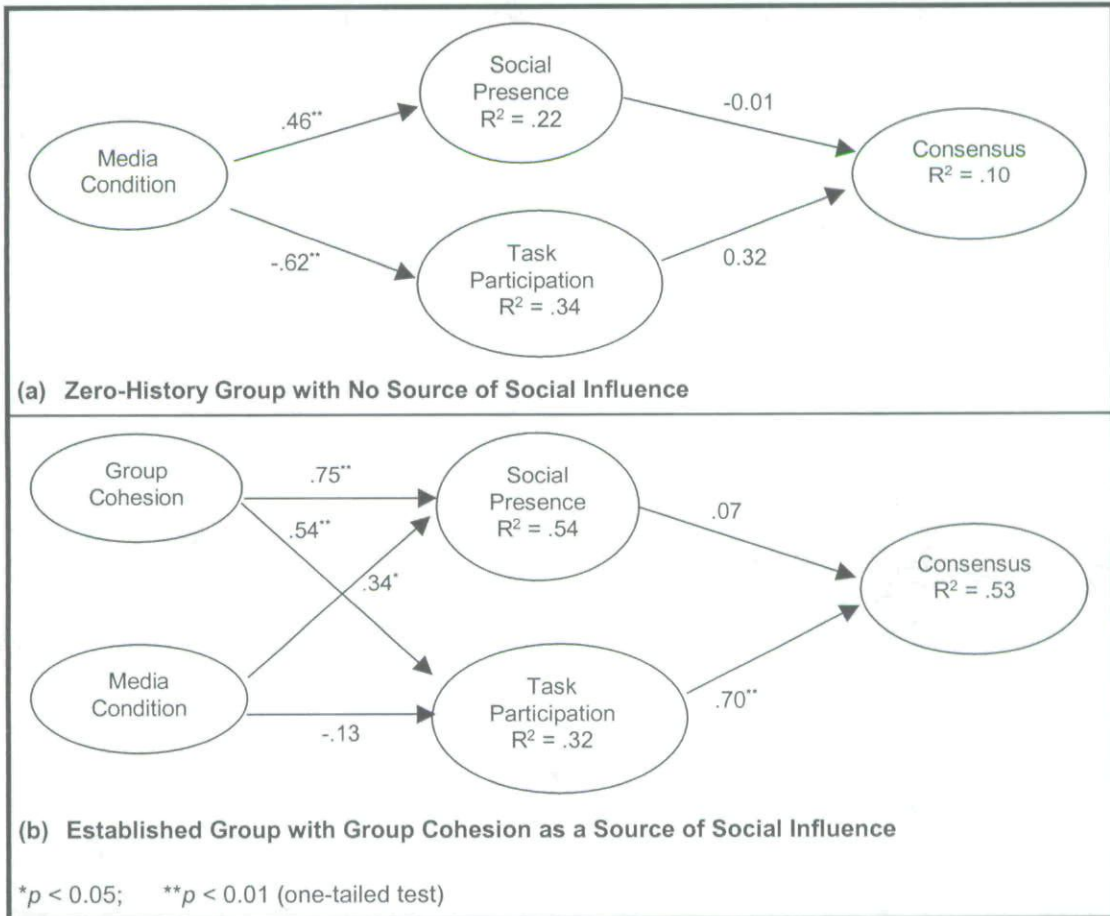 Social
Presence
R² = .22
-0.01
.46**
Media
Condition
Consensus
R² = .10
-.62**
Task
Participation
R² = .34
0.32
(a) Zero-History Group with No Source of Social Influence
Group
Cohesion
.75**
Social
Presence
R² = .54
.07
.54**
.34*
Consensus
R² = .53
Media
Condition
-.13
Task
Participation
R² = .32
.70**
(b) Established Group with Group Cohesion as a Source of Social Influence
*p < 0.05; **p < 0.01 (one-tailed test)